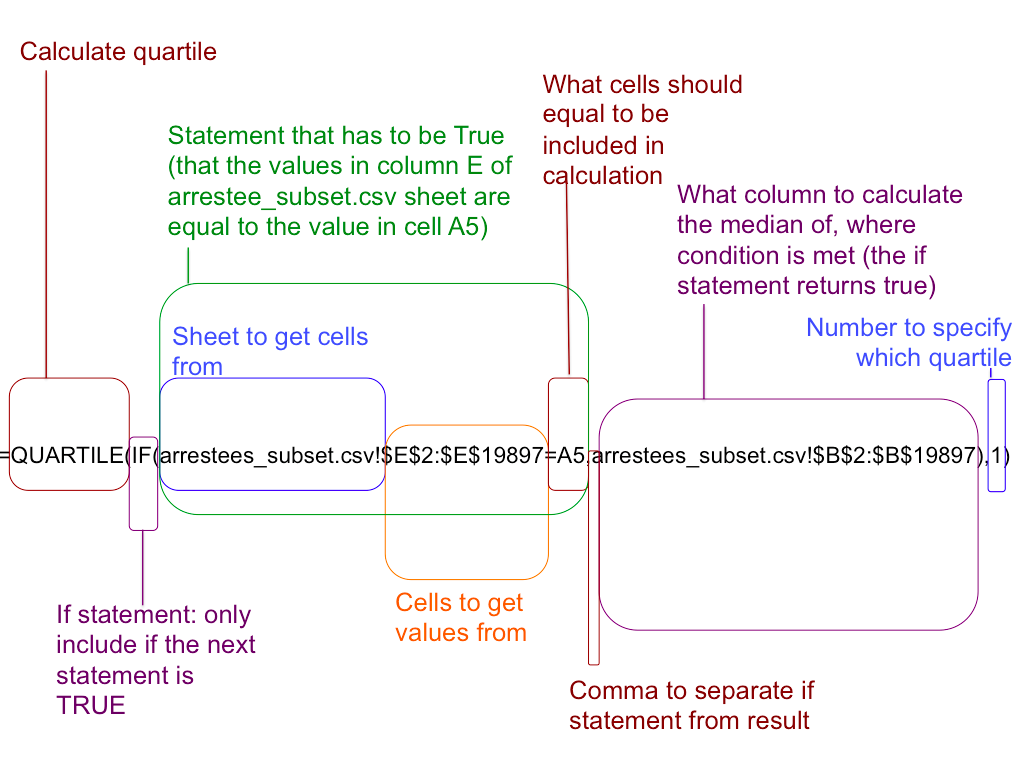 Calculate quartile
What cells should
equal to be
included in
calculation
Statement that has to be True
(that the values in column E of
arrestee_subset.csv sheet are
equal to the value in cell A5)
What column to calculate
the median of, where
condition is met (the if
statement returns true)
Number to specify
which quartile
Sheet to get cells
from
=QUARTILE(IF(arrestees_subset.csv!$E$2:$E$19897=A5,arrestees_subset.csv!$B$2:$B$19897),1)
If statement: only
include if the next
statement is
TRUE
Cells to get
values from
Comma to separate if
statement from result